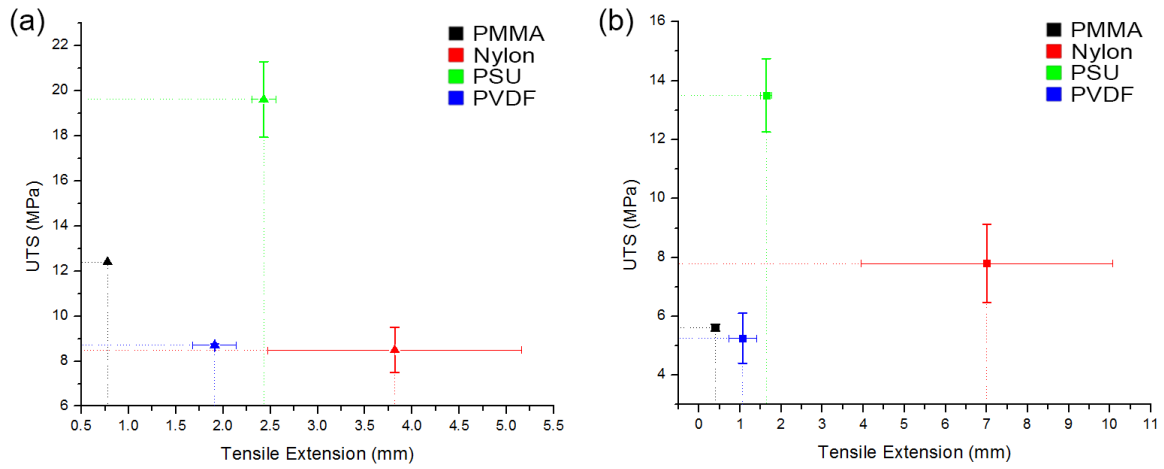 (a)
PMMA
Nylon
PSU
PVDF
22
20
18
16
14
12
10
8
6
UTS (MPa)
0.5 1.0 1.5 2.0 2.5 3.0 3.5 4.0 4.5 5.0 5.5
Tensile Extension (mm)
(b)
PMMA
Nylon
PSU
PVDF
16
14
12
10
8
6
4
UTS (MPa)
0 1 2 3 4 5 6 7 8 9 10 11
Tensile Extension (mm)